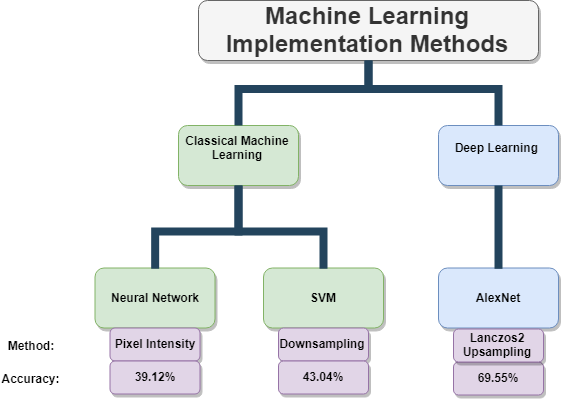 Machine Learning
Implementation Methods
Classical Machine
Learning
Deep Learning
Neural Network
SVM
AlexNet
Method:
Pixel Intensity
Downsampling
Lanczos2
Upsampling
Accuracy:
39.12%
43.04%
69.55%